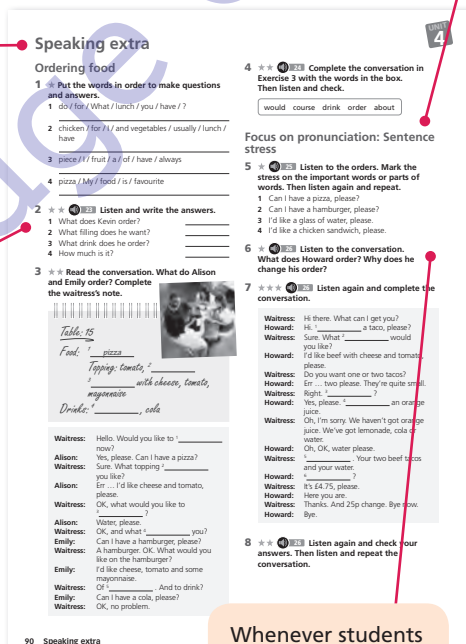 UNIT
4
Speaking extra
Ordering food
1 ★ Put the words in order to make questions
and answers.
1 do / for / What / lunch / you / have / ?
2 chicken / for / I / and vegetables / usually / lunch /
have
3 piece / I / fruit / a / of / have / always
4 pizza / My / food / is / favourite
2 ★★ 23 Listen and write the answers.
1 What does Kevin order?
2 What filling does he want?
3 What drink does he order?
4 How much is it?
3 ★★ Read the conversation. What do Alison
and Emily order? Complete
the waitress's note.
Table: 15
Food: 1 pizza
Topping: tomato, 2
3 with cheese, tomato,
mayonnaise
Drinks: 4 , cola
Waitress: Hello. Would you like to 1
now?
Alison: Yes, please. Can I have a pizza?
Waitress: Sure. What topping 2
you like?
Alison: Err … I'd like cheese and tomato,
please.
Waitress: OK, what would you like to
3 ?
Alison: Water, please.
Waitress: OK, and what 4 you?
Emily: Can I have a hamburger, please?
Waitress: A hamburger. OK. What would you
like on the hamburger?
Emily: I'd like cheese, tomato and some
mayonnaise.
Waitress: Of 5 . And to drink?
Emily: Can I have a cola, please?
Waitress: OK, no problem.
90 Speaking extra
4 ★★ 24 Complete the conversation in
Exercise 3 with the words in the box.
Then listen and check.
would course drink order about
Focus on pronunciation: Sentence
stress
5 ★ 25 Listen to the orders. Mark the
stress on the important words or parts of
words. Then listen again and repeat.
1 Can I have a pizza, please?
2 Can I have a hamburger, please?
3 I'd like a glass of water, please.
4 I'd like a chicken sandwich, please.
6 ★ 26 Listen to the conversation.
What does Howard order? Why does he
change his order?
7 ★★★ 26 Listen again and complete the
conversation.
Waitress: Hi there. What can I get you?
Howard: Hi. 1 a taco, please?
Waitress: Sure. What 2 would
you like?
Howard: I'd like beef with cheese and tomato,
please.
Waitress: Do you want one or two tacos?
Howard: Err … two please. They're quite small.
Waitress: Right. 3 ?
Howard: Yes, please. 4 an orange
juice.
Waitress: Oh, I'm sorry. We haven't got orange
juice. We've got lemonade, cola or
water.
Howard: Oh, OK, water please.
Waitress: 5 . Your two beef tacos
and your water.
Howard: 6 ?
Waitress: It's £4.75, please.
Howard: Here you are.
Waitress: Thanks. And 25p change. Bye now.
Howard: Bye.
8 ★★ 26 Listen again and check your
answers. Then listen and repeat the
conversation.
Whenever students